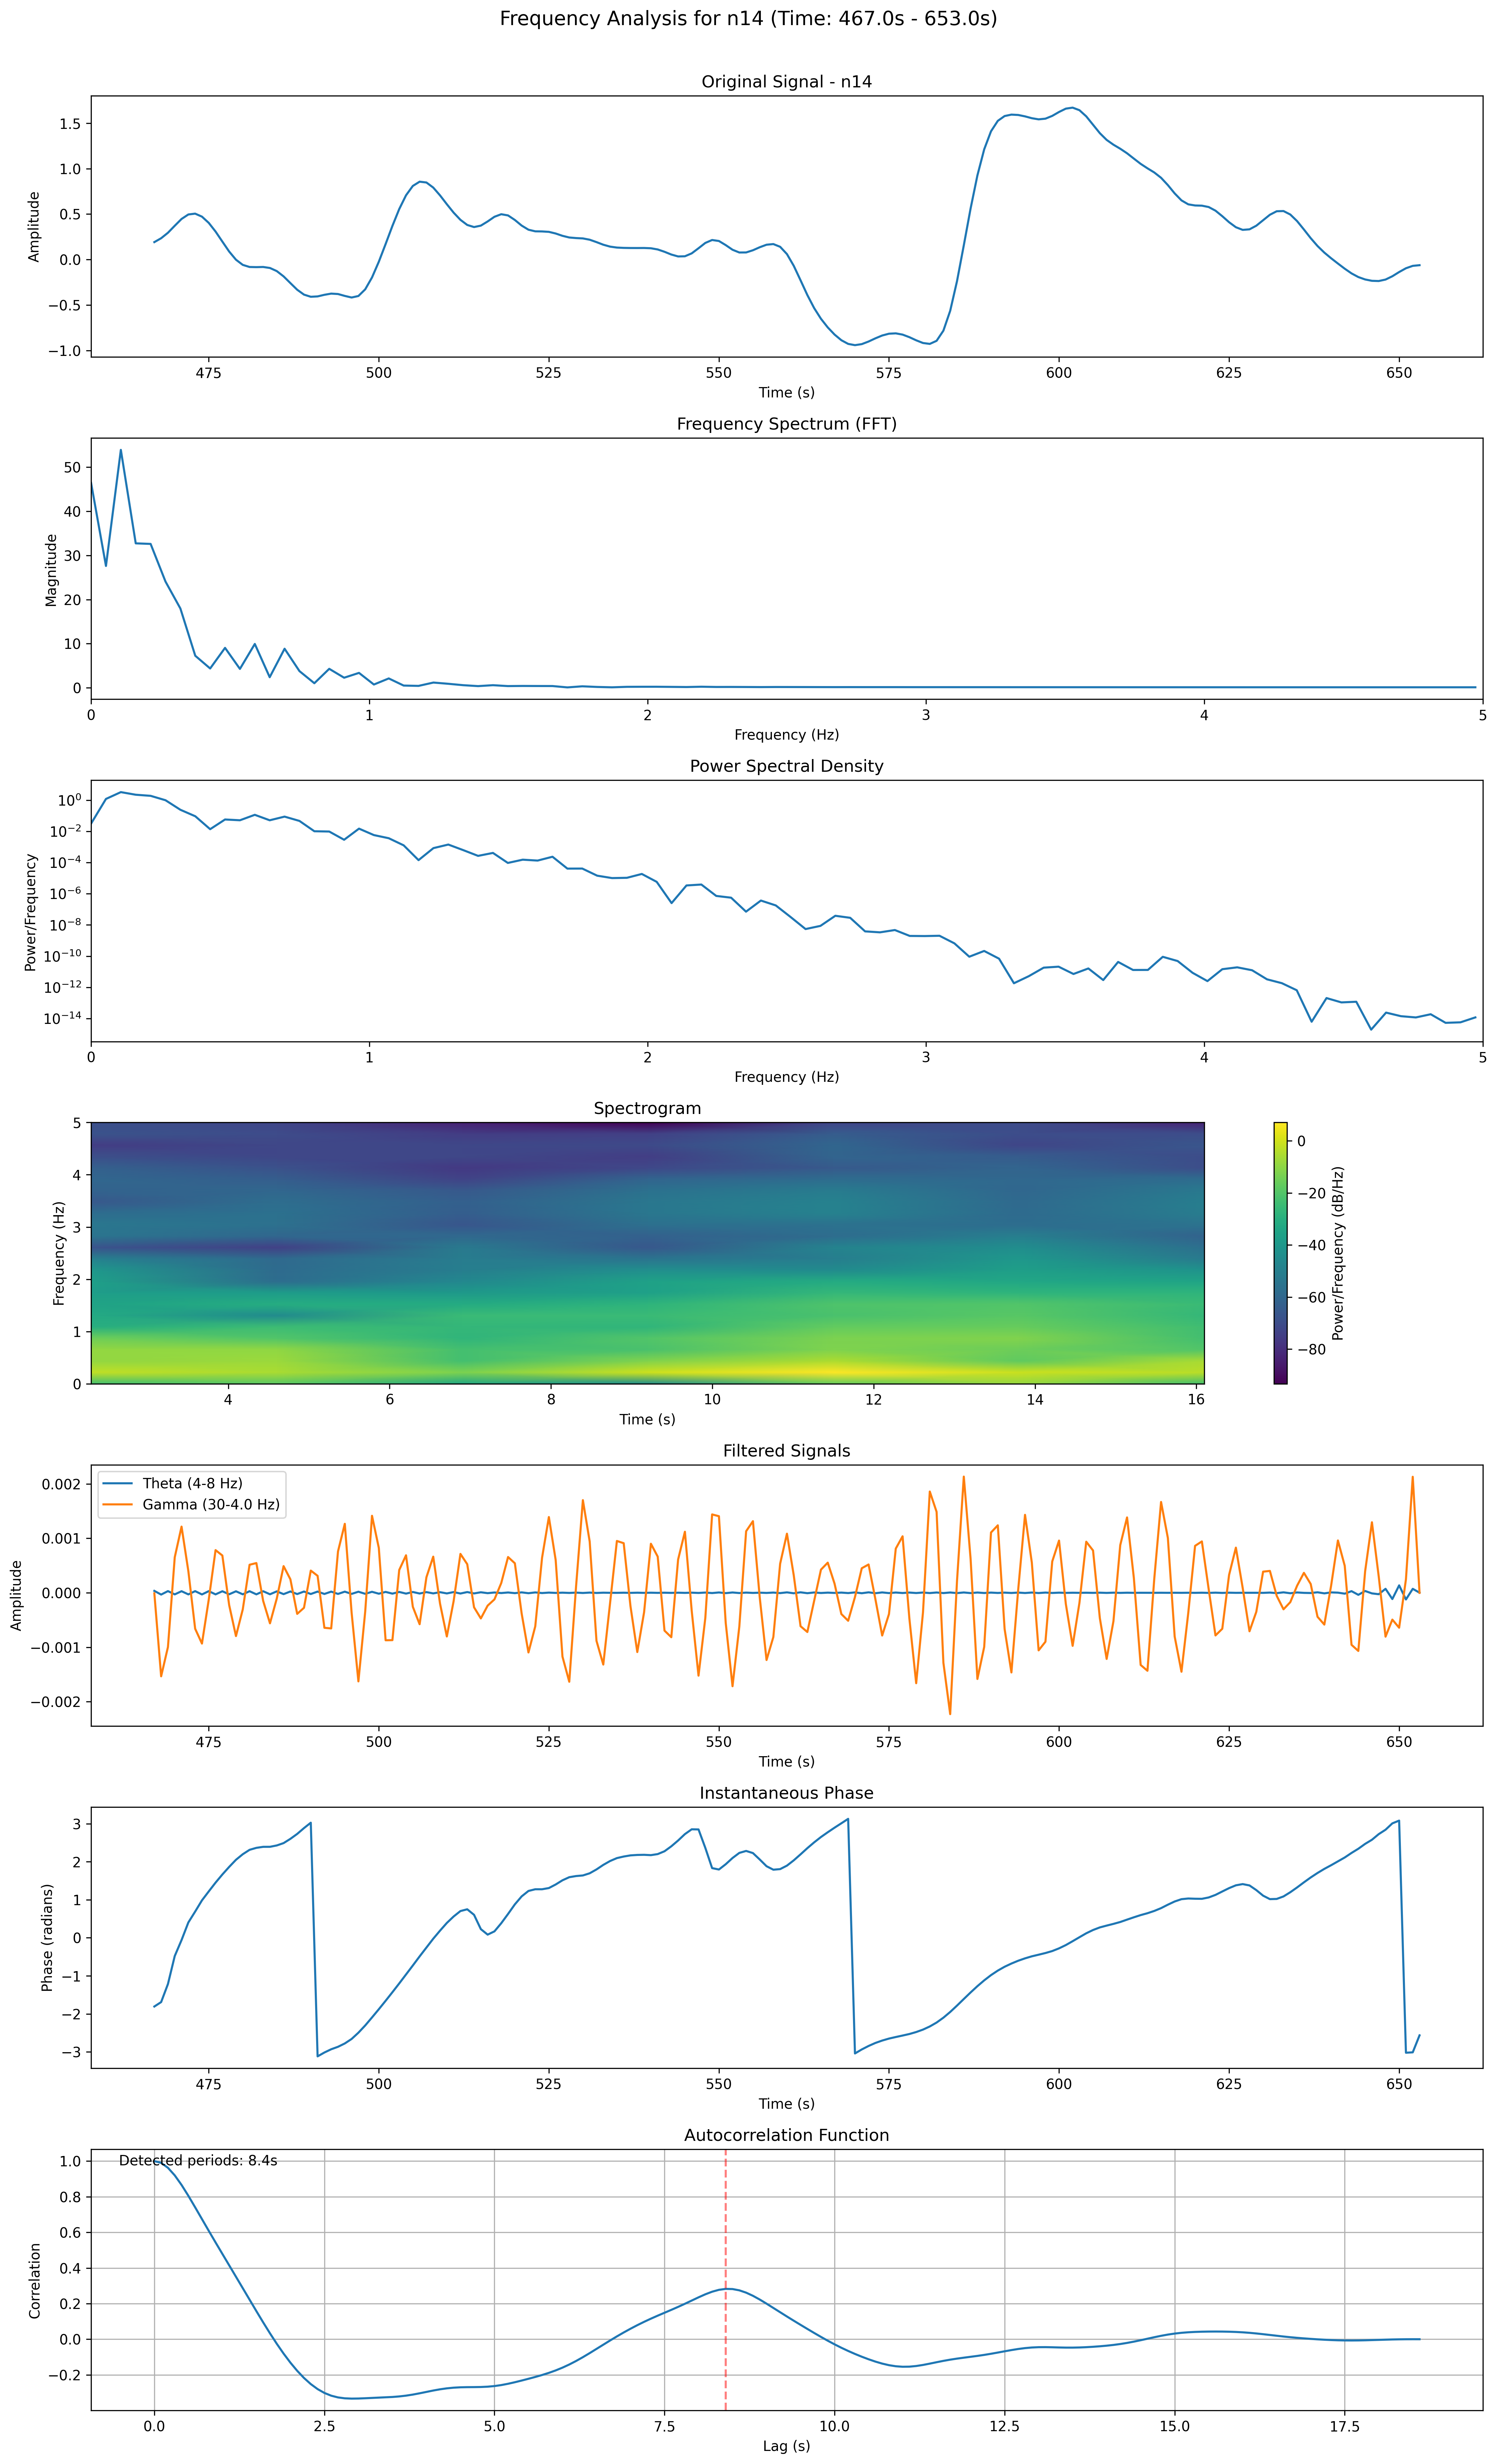 Frequency Analysis for n14 (Time: 467.0s - 653.0s)
Original Signal - n14
1.5
1.0
0.5
0.0
−0.5
−1.0
Amplitude
475 500 525 550 575 600 625 650
Time (s)
Frequency Spectrum (FFT)
50
40
30
20
10
0
Magnitude
0 1 2 3 4 5
Frequency (Hz)
Power Spectral Density
10⁰
10⁻²
10⁻⁴
10⁻⁶
10⁻⁸
10⁻¹⁰
10⁻¹²
10⁻¹⁴
Power/Frequency
0 1 2 3 4 5
Frequency (Hz)
Spectrogram
5
4
3
2
1
0
Frequency (Hz)
4 6 8 10 12 14 16
Time (s)
0
−20
−40
−60
−80
Power/Frequency (dB/Hz)
Filtered Signals
Theta (4-8 Hz)
Gamma (30-4.0 Hz)
0.002
0.001
0.000
−0.001
−0.002
Amplitude
475 500 525 550 575 600 625 650
Time (s)
Instantaneous Phase
3
2
1
0
−1
−2
−3
Phase (radians)
475 500 525 550 575 600 625 650
Time (s)
Autocorrelation Function
Detected periods: 8.4s
1.0
0.8
0.6
0.4
0.2
0.0
−0.2
Correlation
0.0 2.5 5.0 7.5 10.0 12.5 15.0 17.5
Lag (s)